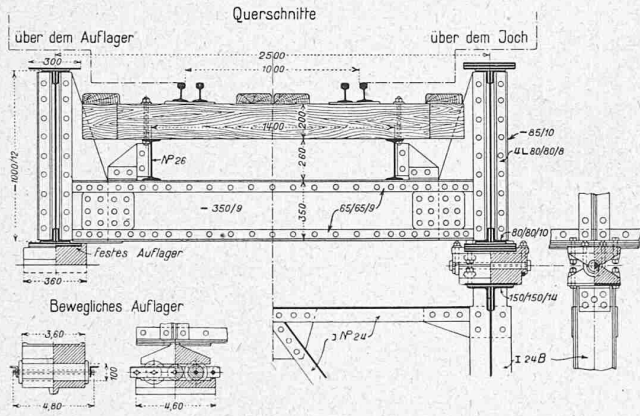 Querschnitte
über dem Auflager
über dem Joch
2500
300
1000
1400
200
260
350
-1000/12
-85/10
4L 80/80/8
Nº 26
-350/9
65/65/9
80/80/10
festes Auflager
360
150/150/14
Bewegliches Auflager
3,60
100
4,80
4,60
] Nº 24
I 24B